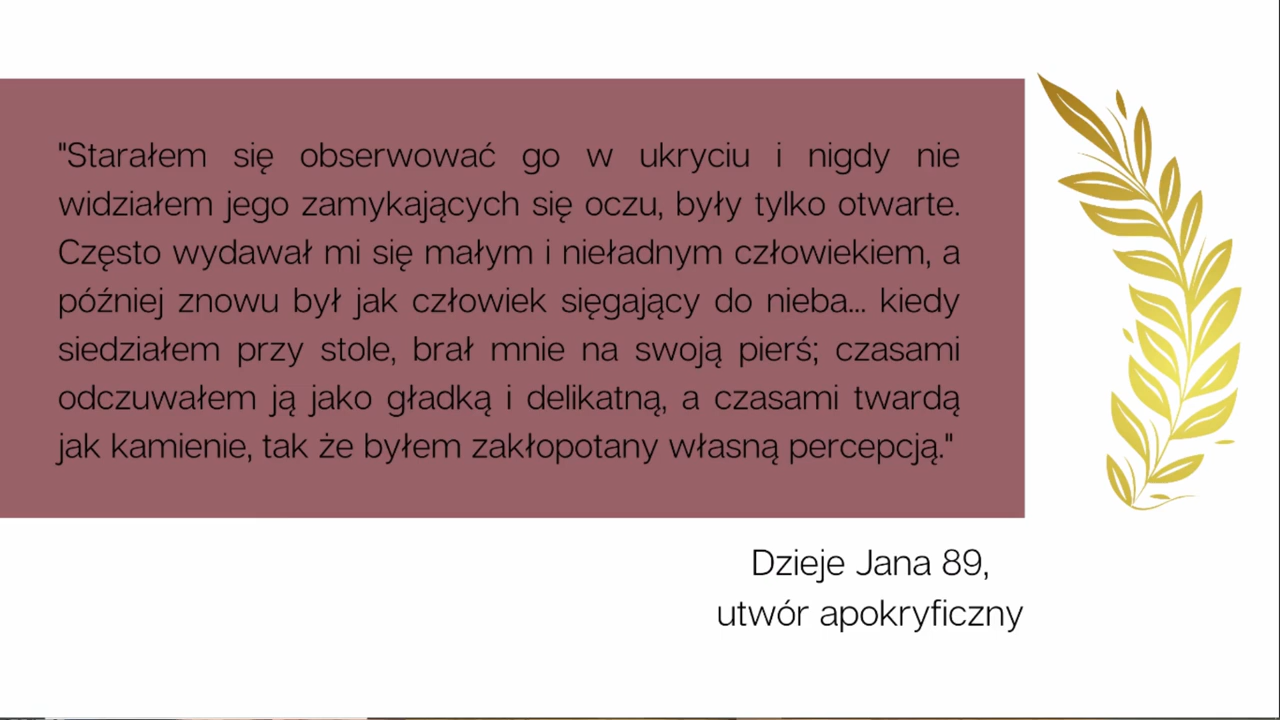 "Starałem się obserwować go w ukryciu i nigdy nie
widziałem jego zamykających się oczu, były tylko otwarte.
Często wydawał mi się małym i nieładnym człowiekiem, a
później znowu był jak człowiek sięgający do nieba... kiedy
siedziałem przy stole, brał mnie na swoją pierś; czasami
odczuwałem ją jako gładką i delikatną, a czasami twardą
jak kamienie, tak że byłem zakłopotany własną percepcją."
Dzieje Jana 89,
utwór apokryficzny